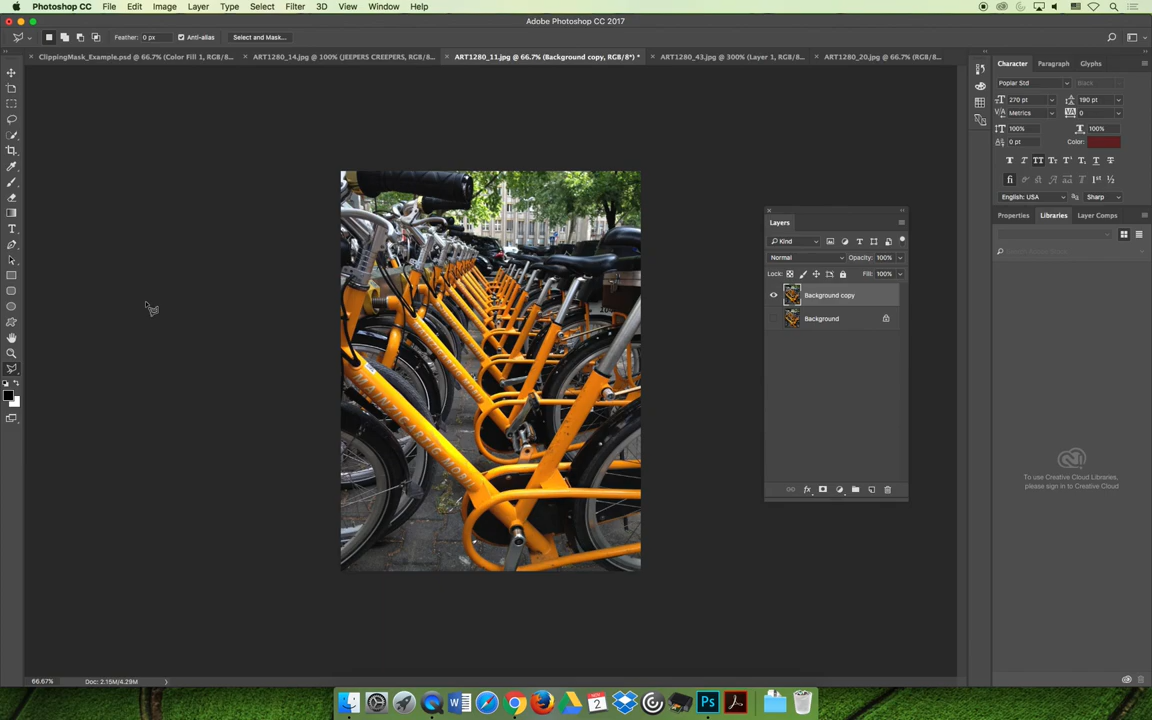 Photoshop CC File Edit Image Layer Type Select Filter 3D View Window Help
Adobe Photoshop CC 2017
Feather: 0 px Anti-alias Select and Mask...
ClippingMask_Example.psd @ 66.7% (Color Fill 1, RGB/8...
ART1280_14.jpg @ 100% (JEEPERS CREEPERS, RGB/8...
ART1280_11.jpg @ 66.7% (Background copy, RGB/8*) *
ART1280_43.jpg @ 300% (Layer 1, RGB/8...
ART1280_20.jpg @ 66.7% (RGB/8...
Character Paragraph Glyphs
Poplar Std Black
270 pt 190 pt
Metrics 0
100% 100%
0 pt Color:
English: USA Sharp
Properties Libraries Layer Comps
To use Creative Cloud Libraries,
please sign in to Creative Cloud
Layers
Kind
Normal Opacity: 100%
Lock: Fill: 100%
Background copy
Background
MAINZIGARTIG MOBIL
66.67% Doc: 2.15M/4.29M
NOV
2